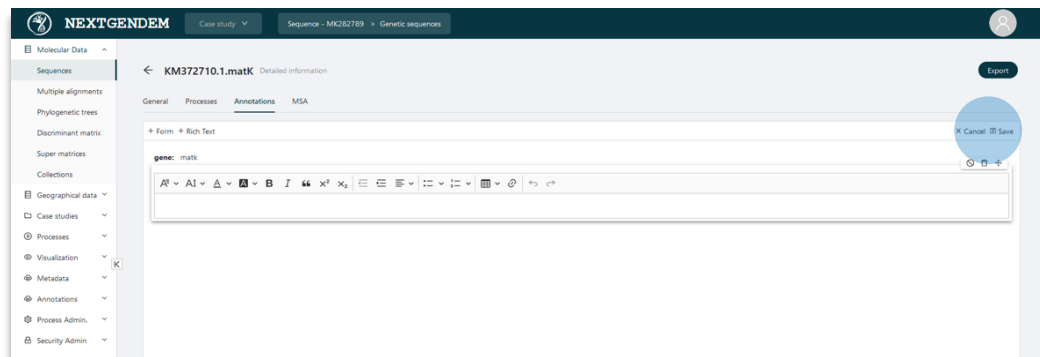 NEXTGENDEM Case study Sequence - MK282789 > Genetic sequences
Molecular Data
Sequences
Multiple alignments
Phylogenetic trees
Discriminant matrix
Super matrices
Collections
Geographical data
Case studies
Processes
Visualization
Metadata
Annotations
Process Admin.
Security Admin
KM372710.1.matK Detailed information
Export
General Processes Annotations MSA
+ Form + Rich Text
× Cancel Save
gene: matk